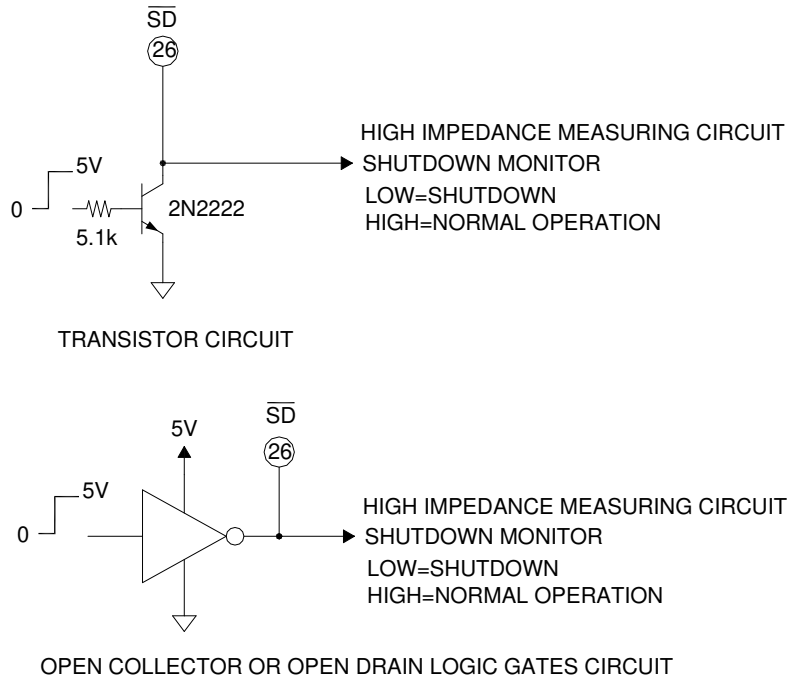 SD
26
HIGH IMPEDANCE MEASURING CIRCUIT
5V
SHUTDOWN MONITOR
LOW=SHUTDOWN
0
2N2222
HIGH=NORMAL OPERATION
5.1k
TRANSISTOR CIRCUIT
SD
5V
26
5V
HIGH IMPEDANCE MEASURING CIRCUIT
0
SHUTDOWN MONITOR
LOW=SHUTDOWN
HIGH=NORMAL OPERATION
OPEN COLLECTOR OR OPEN DRAIN LOGIC GATES CIRCUIT